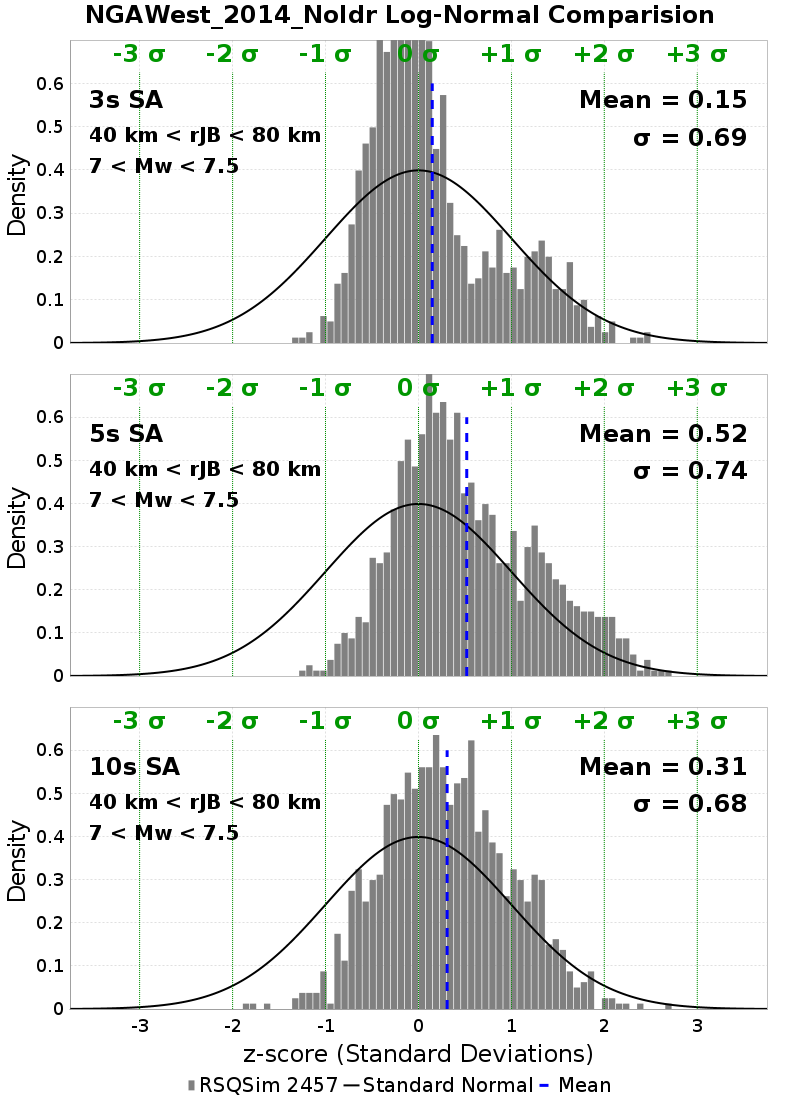 NGAWest_2014_NoIdr Log-Normal Comparision
-3 σ -2 σ -1 σ 0 σ +1 σ +2 σ +3 σ
3s SA
40 km < rJB < 80 km
7 < Mw < 7.5
Mean = 0.15
σ = 0.69
0.6
0.5
0.4
0.3
0.2
0.1
0
Density
-3 σ -2 σ -1 σ 0 σ +1 σ +2 σ +3 σ
5s SA
40 km < rJB < 80 km
7 < Mw < 7.5
Mean = 0.52
σ = 0.74
0.6
0.5
0.4
0.3
0.2
0.1
0
Density
-3 σ -2 σ -1 σ 0 σ +1 σ +2 σ +3 σ
10s SA
40 km < rJB < 80 km
7 < Mw < 7.5
Mean = 0.31
σ = 0.68
0.6
0.5
0.4
0.3
0.2
0.1
0
Density
-3 -2 -1 0 1 2 3
z-score (Standard Deviations)
RSQSim 2457 Standard Normal Mean